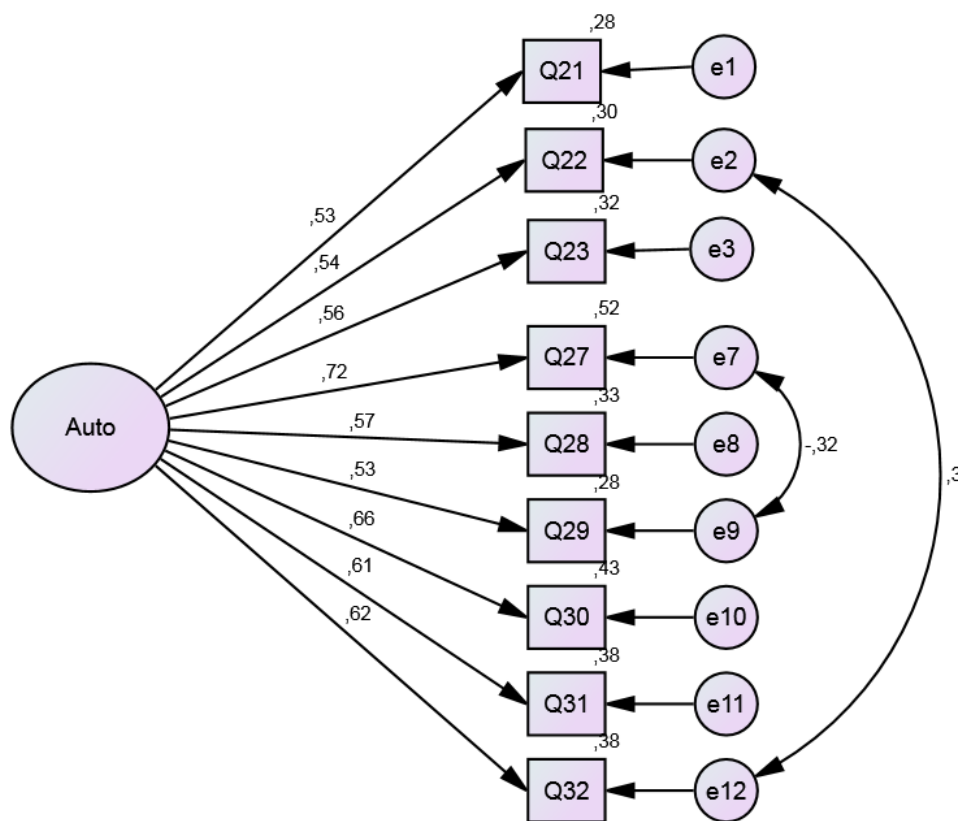 ,28
Q21
e1
,30
Q22
e2
,32
Q23
e3
,52
Q27
e7
,33
Q28
e8
,28
Q29
e9
,43
Q30
e10
,38
Q31
e11
,38
Q32
e12
Auto
,53
,54
,56
,72
,57
,53
,66
,61
,62
-,32